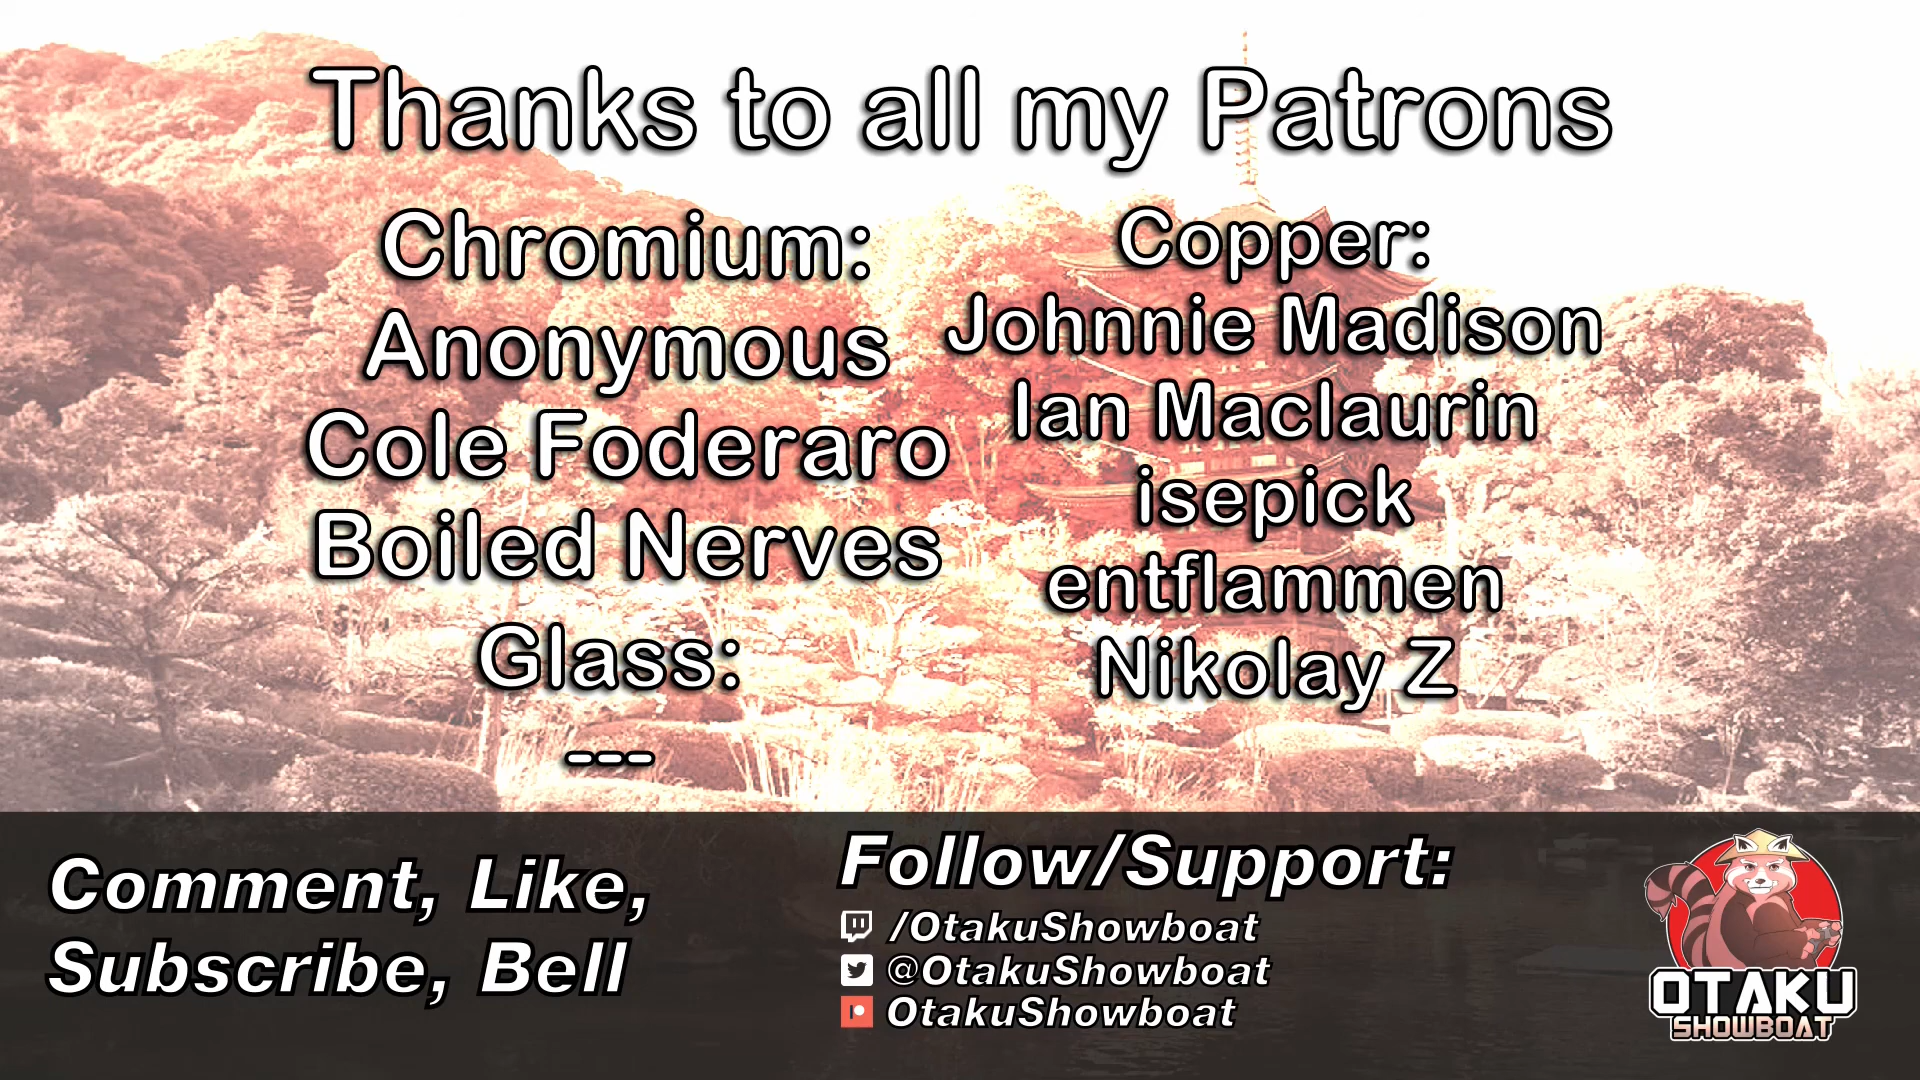 Thanks to all my Patrons
Chromium:
Anonymous
Cole Foderaro
Boiled Nerves
Glass:
---
Copper:
Johnnie Madison
Ian Maclaurin
isepick
entflammen
Nikolay Z
Comment, Like,
Subscribe, Bell
Follow/Support:
/OtakuShowboat
@OtakuShowboat
OtakuShowboat
OTAKU
SHOWBOAT